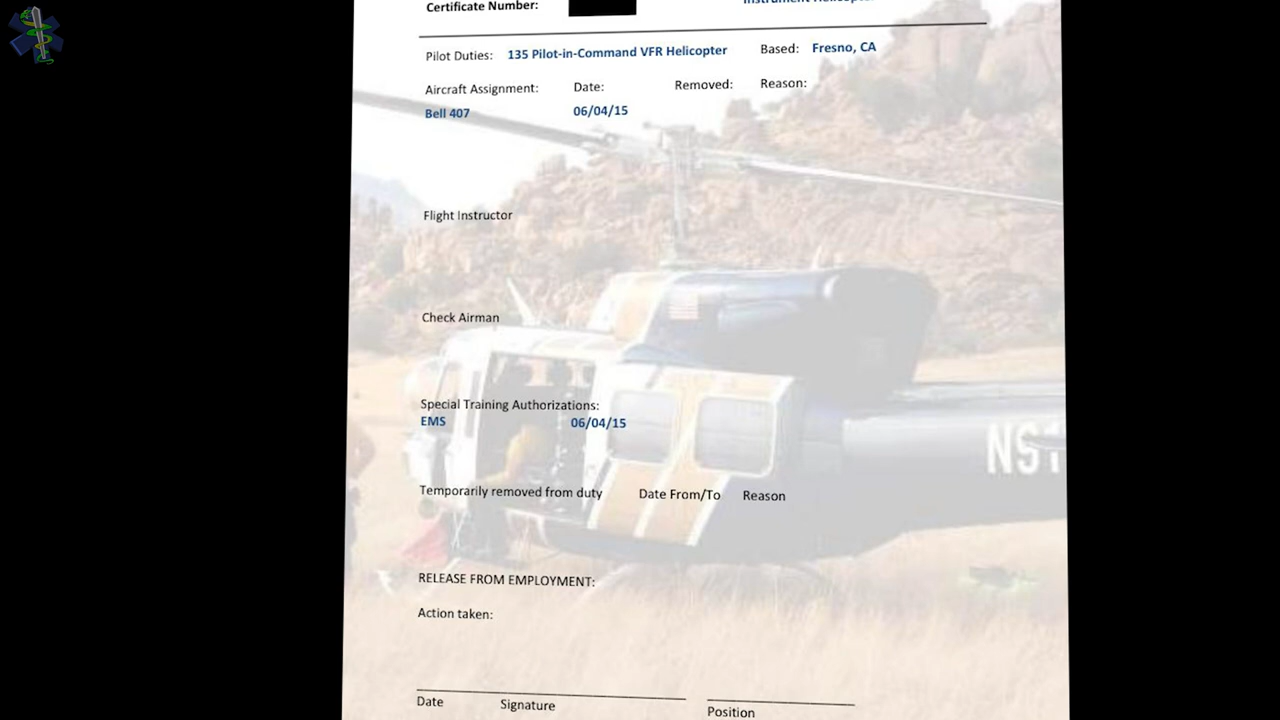 Certificate Number:
Instrument Helicopter
Pilot Duties: 135 Pilot-in-Command VFR Helicopter Based: Fresno, CA
Aircraft Assignment: Date: Removed: Reason:
Bell 407 06/04/15
Flight Instructor
Check Airman
Special Training Authorizations:
EMS 06/04/15
Temporarily removed from duty Date From/To Reason
RELEASE FROM EMPLOYMENT:
Action taken:
Date Signature Position